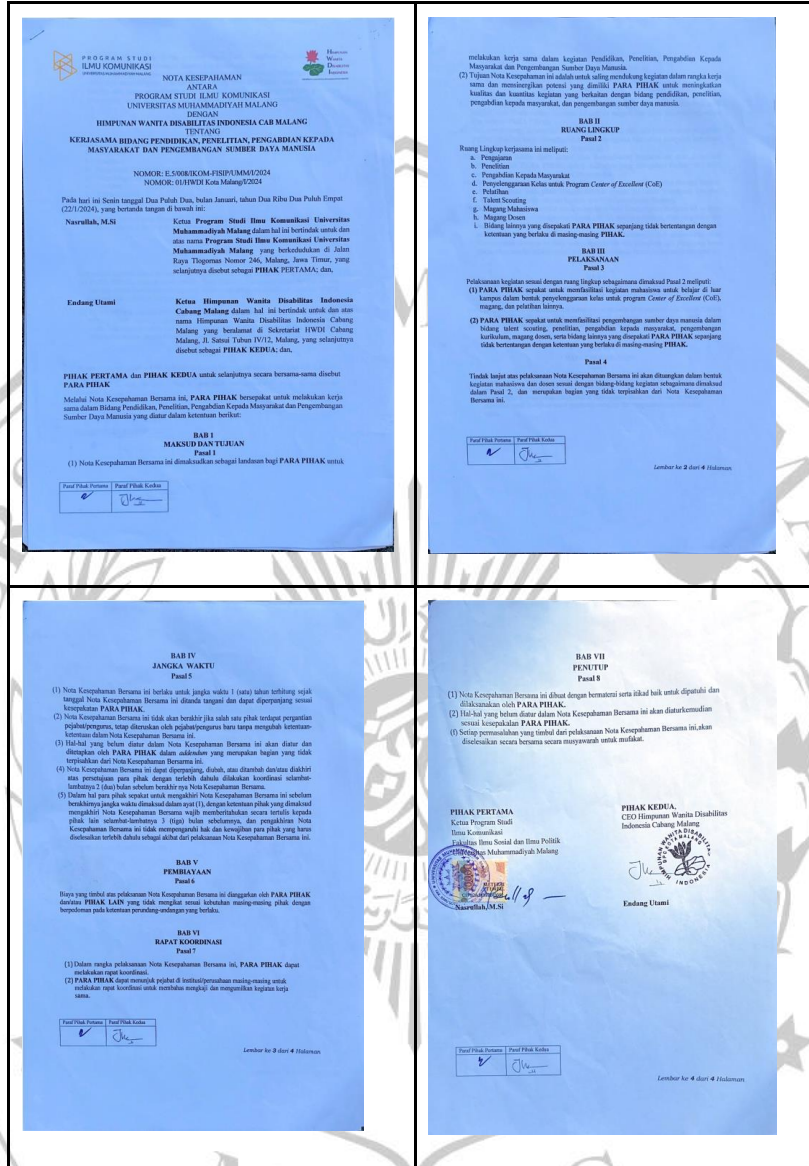 PROGRAM STUDI
ILMU KOMUNIKASI
UNIVERSITAS MUHAMMADIYAH MALANG
Himpunan
Wanita
Disabilitas
Indonesia
NOTA KESEPAHAMAN
ANTARA
PROGRAM STUDI ILMU KOMUNIKASI
UNIVERSITAS MUHAMMADIYAH MALANG
DENGAN
HIMPUNAN WANITA DISABILITAS INDONESIA CAB MALANG
TENTANG
KERJASAMA BIDANG PENDIDIKAN, PENELITIAN, PENGABDIAN KEPADA
MASYARAKAT DAN PENGEMBANGAN SUMBER DAYA MANUSIA
NOMOR: E.5/008/IKOM-FISIP/UMM/I/2024
NOMOR: 01/HWDI Kota Malang/I/2024
Pada hari ini Senin tanggal Dua Puluh Dua, bulan Januari, tahun Dua Ribu Dua Puluh Empat
(22/1/2024), yang bertanda tangan di bawah ini:
Nasrullah, M.Si Ketua Program Studi Ilmu Komunikasi Universitas
Muhammadiyah Malang dalam hal ini bertindak untuk dan
atas nama Program Studi Ilmu Komunikasi Universitas
Muhammadiyah Malang yang berkedudukan di Jalan
Raya Tlogomas Nomor 246, Malang, Jawa Timur, yang
selanjutnya disebut sebagai PIHAK PERTAMA; dan,
Endang Utami Ketua Himpunan Wanita Disabilitas Indonesia
Cabang Malang dalam hal ini bertindak untuk dan atas
nama Himpunan Wanita Disabilitas Indonesia Cabang
Malang yang beralamat di Sekretariat HWDI Cabang
Malang, Jl. Satsui Tubun IV/12, Malang, yang selanjutnya
disebut sebagai PIHAK KEDUA; dan,
PIHAK PERTAMA dan PIHAK KEDUA untuk selanjutnya secara bersama-sama disebut
PARA PIHAK
Melalui Nota Kesepahaman Bersama ini, PARA PIHAK bersepakat untuk melakukan kerja
sama dalam Bidang Pendidikan, Penelitian, Pengabdian Kepada Masyarakat dan Pengembangan
Sumber Daya Manusia yang diatur dalam ketentuan berikut:
BAB 1
MAKSUD DAN TUJUAN
Pasal 1
(1) Nota Kesepahaman Bersama ini dimaksudkan sebagai landasan bagi PARA PIHAK untuk
Paraf Pihak Pertama Paraf Pihak Kedua
melakukan kerja sama dalam kegiatan Pendidikan, Penelitian, Pengabdian Kepada
Masyarakat dan Pengembangan Sumber Daya Manusia.
(2) Tujuan Nota Kesepahaman ini adalah untuk saling mendukung kegiatan dalam rangka kerja
sama dan mensinergikan potensi yang dimiliki PARA PIHAK untuk meningkatkan
kualitas dan kuantitas kegiatan yang berkaitan dengan bidang pendidikan, penelitian,
pengabdian kepada masyarakat, dan pengembangan sumber daya manusia.
BAB II
RUANG LINGKUP
Pasal 2
Ruang Lingkup kerjasama ini meliputi:
a. Pengajaran
b. Penelitian
c. Pengabdian Kepada Masyarakat
d. Penyelenggaraan Kelas untuk Program Center of Excellent (CoE)
e. Pelatihan
f. Talent Scouting
g. Magang Mahasiswa
h. Magang Dosen
i. Bidang lainnya yang disepakati PARA PIHAK sepanjang tidak bertentangan dengan
ketentuan yang berlaku di masing-masing PIHAK.
BAB III
PELAKSANAAN
Pasal 3
Pelaksanaan kegiatan sesuai dengan ruang lingkup sebagaimana dimaksud Pasal 2 meliputi:
(1) PARA PIHAK sepakat untuk memfasilitasi kegiatan mahasiswa untuk belajar di luar
kampus dalam bentuk penyelenggaraan kelas untuk program Center of Excellent (CoE),
magang, dan pelatihan lainnya.
(2) PARA PIHAK sepakat untuk memfasilitasi pengembangan sumber daya manusia dalam
bidang talent scouting, penelitian, pengabdian kepada masyarakat, pengembangan
kurikulum, magang dosen, serta bidang lainnya yang disepakati PARA PIHAK sepanjang
tidak bertentangan dengan ketentuan yang berlaku di masing-masing PIHAK.
Pasal 4
Tindak lanjut atas pelaksanaan Nota Kesepahaman Bersama ini akan dituangkan dalam bentuk
kegiatan mahasiswa dan dosen sesuai dengan bidang-bidang kegiatan sebagaimana dimaksud
dalam Pasal 2, dan merupakan bagian yang tidak terpisahkan dari Nota Kesepahaman
Bersama ini.
Paraf Pihak Pertama Paraf Pihak Kedua
Lembar ke 2 dari 4 Halaman
BAB IV
JANGKA WAKTU
Pasal 5
(1) Nota Kesepahaman Bersama ini berlaku untuk jangka waktu 1 (satu) tahun terhitung sejak
tanggal Nota Kesepahaman Bersama ini ditanda tangani dan dapat diperpanjang sesuai
kesepakatan PARA PIHAK.
(2) Nota Kesepahaman Bersama ini tidak akan berakhir jika salah satu pihak terdapat pergantian
pejabat/pengurus, tetap diteruskan oleh pejabat/pengurus baru tanpa mengubah ketentuan-
ketentuan dalam Nota Kesepahaman Bersama ini.
(3) Hal-hal yang belum diatur dalam Nota Kesepahaman Bersama ini akan diatur dan
ditetapkan oleh PARA PIHAK dalam addendum yang merupakan bagian yang tidak
terpisahkan dari Nota Kesepahaman Bersama ini.
(4) Nota Kesepahaman Bersama ini dapat diperpanjang, diubah, atau ditambah dan/atau diakhiri
atas persetujuan para pihak dengan terlebih dahulu dilakukan koordinasi selambat-
lambatnya 2 (dua) bulan sebelum berakhir nya Nota Kesepahaman Bersama.
(5) Dalam hal para pihak sepakat untuk mengakhiri Nota Kesepahaman Bersama ini sebelum
berakhirnya jangka waktu dimaksud dalam ayat (1), dengan ketentuan pihak yang dimaksud
mengakhiri Nota Kesepahaman Bersama wajib memberitahukan secara tertulis kepada
pihak lain selambat-lambatnya 3 (tiga) bulan sebelumnya, dan pengakhiran Nota
Kesepahaman Bersama ini tidak mempengaruhi hak dan kewajiban para pihak yang harus
diselesaikan terlebih dahulu sebagai akibat dari pelaksanaan Nota Kesepahaman Bersama ini.
BAB V
PEMBIAYAAN
Pasal 6
Biaya yang timbul atas pelaksanaan Nota Kesepahaman Bersama ini dianggarkan oleh PARA PIHAK
dan/atau PIHAK LAIN yang tidak mengikat sesuai kebutuhan masing-masing pihak dengan
berpedoman pada ketentuan perundang-undangan yang berlaku.
BAB VI
RAPAT KOORDINASI
Pasal 7
(1) Dalam rangka pelaksanaan Nota Kesepahaman Bersama ini, PARA PIHAK dapat
melakukan rapat koordinasi.
(2) PARA PIHAK dapat menunjuk pejabat di institusi/perusahaan masing-masing untuk
melakukan rapat koordinasi untuk membahas mengkaji dan mengusulkan kegiatan kerja
sama.
Paraf Pihak Pertama Paraf Pihak Kedua
Lembar ke 3 dari 4 Halaman
BAB VII
PENUTUP
Pasal 8
(1) Nota Kesepahaman Bersama ini dibuat dengan bermaterai serta itikad baik untuk dipatuhi dan
dilaksanakan oleh PARA PIHAK.
(2) Hal-hal yang belum diatur dalam Nota Kesepahaman Bersama ini akan diaturkemudian
sesuai kesepakatan PARA PIHAK.
(f) Setiap permasalahan yang timbul dari pelaksanaan Nota Kesepahaman Bersama ini,akan
diselesaikan secara bersama secara musyawarah untuk mufakat.
PIHAK PERTAMA
Ketua Program Studi
Ilmu Komunikasi
Fakultas Ilmu Sosial dan Ilmu Politik
Universitas Muhammadiyah Malang
Nasrullah, M.Si
PIHAK KEDUA,
CEO Himpunan Wanita Disabilitas
Indonesia Cabang Malang
HIMPUNAN WANITA DISABILITAS INDONESIA
KOTA MALANG
Endang Utami
Paraf Pihak Pertama Paraf Pihak Kedua
Lembar ke 4 dari 4 Halaman